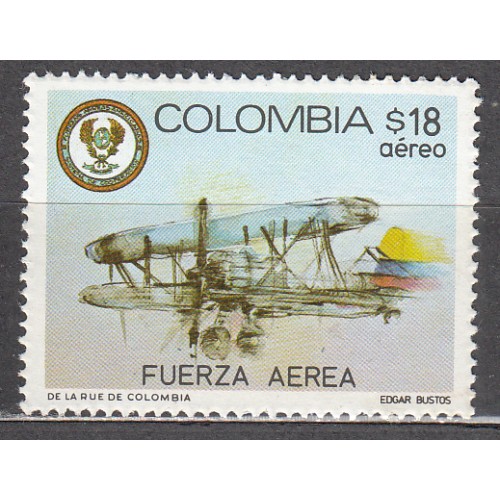 COLOMBIA $18
aéreo
FUERZA AEREA
DE LA RUE DE COLOMBIA
EDGAR BUSTOS